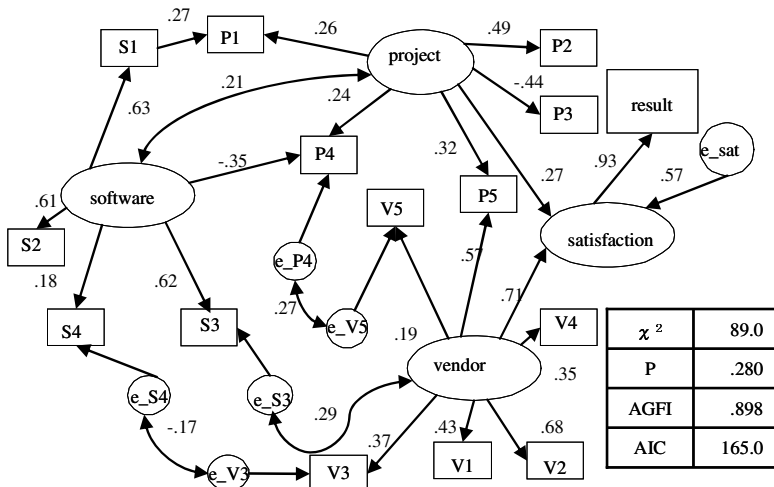 .27
S1
P1
.26
project
.49
P2
-.44
P3
result
e_sat
.21
.63
.24
-.35
P4
.32
.27
.93
.57
.61
software
S2
V5
P5
satisfaction
.18
.62
e_P4
.57
.71
.27
e_V5
S4
S3
.19
vendor
V4
.35
e_S4
e_S3
.29
-.17
.37
.43
.68
e_V3
V3
V1
V2
χ² 89.0
P .280
AGFI .898
AIC 165.0